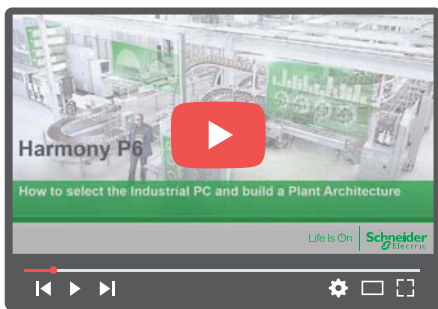 Harmony P6
How to select the Industrial PC and build a Plant Architecture
Life Is On Schneider
Electric